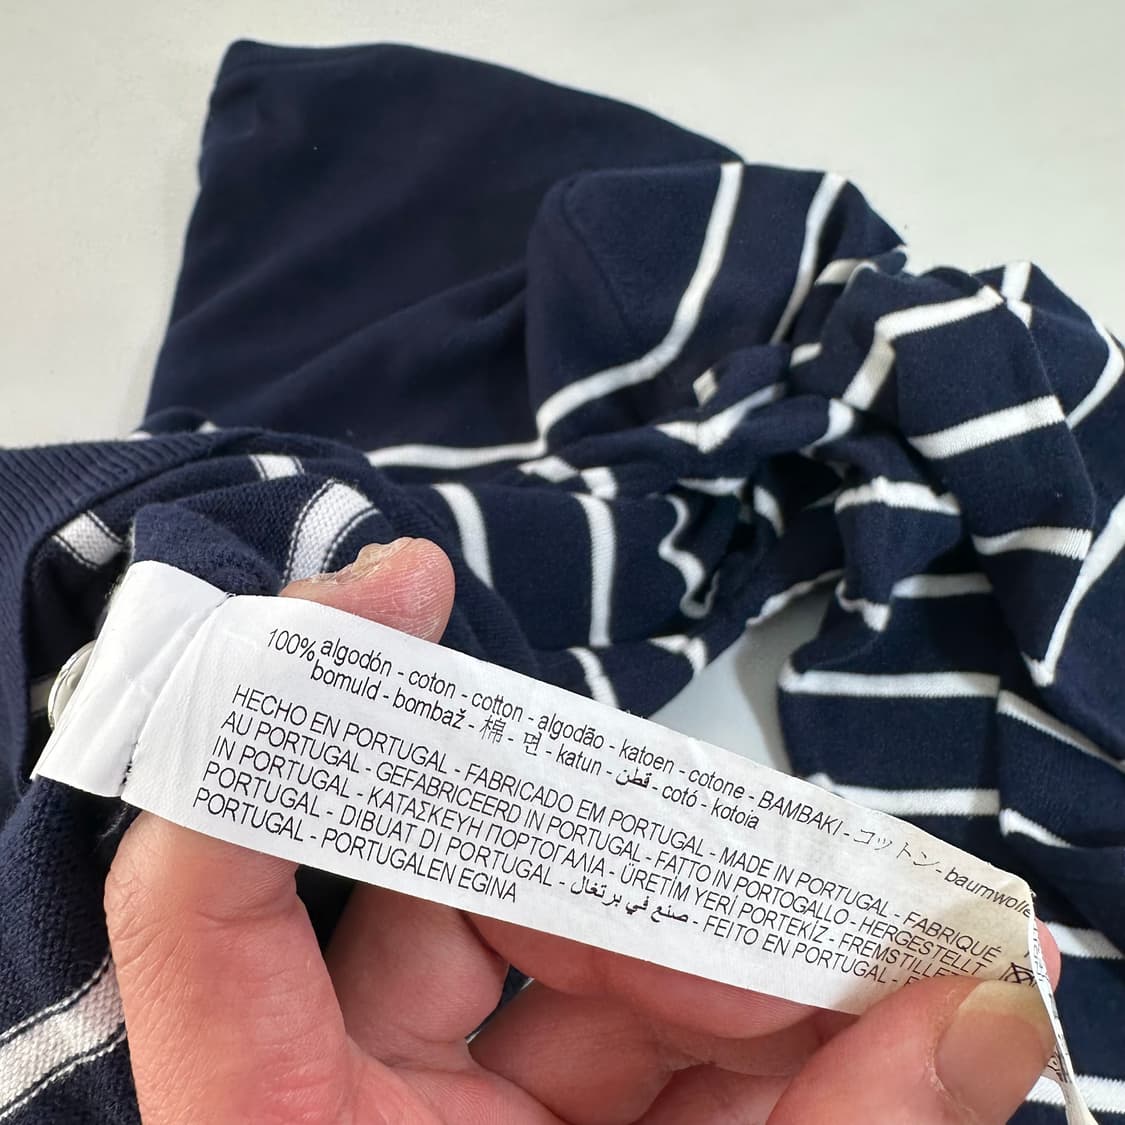 100% algodón - coton - cotton - algodão - katoen - cotone - BAMBAKI - コットン - baumwolle
bomuld - bombaž - 棉 - 면 - katun - قطن - cotó - kotoia
HECHO EN PORTUGAL - FABRICADO EM PORTUGAL - MADE IN PORTUGAL - FABRIQUÉ
AU PORTUGAL - GEFABRICEERD IN PORTUGAL - FATTO IN PORTOGALLO - HERGESTELLT
IN PORTUGAL - ΚΑΤΑΣΚΕΥΗ ΠΟΡΤΟΓΑΛΙΑ - ÜRETİM YERİ PORTEKİZ - FREMSTILLET
PORTUGAL - DIBUAT DI PORTUGAL - صنع في برتغال - FEITO EN PORTUGAL -
PORTUGAL - PORTUGALEN EGINA